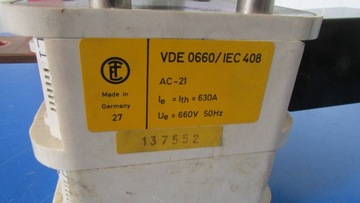 VDE 0660/IEC 408
AC-21
Made in
Germany
27
Ie = Ith = 630A
Ue = 660V 50Hz
137552